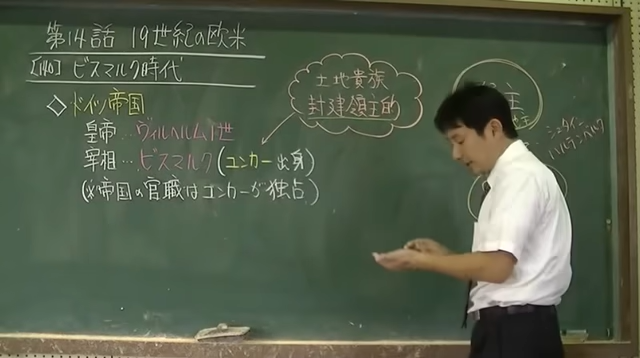 第14話 19世紀の欧米
[140] ビスマルク時代
◇ドイツ帝国
皇帝…ヴィルヘルム1世
宰相…ビスマルク(ユンカー出身)
(※帝国の官職はユンカーが独占)
土地貴族
封建領主的
主
シュタイン
ハルデンベルク